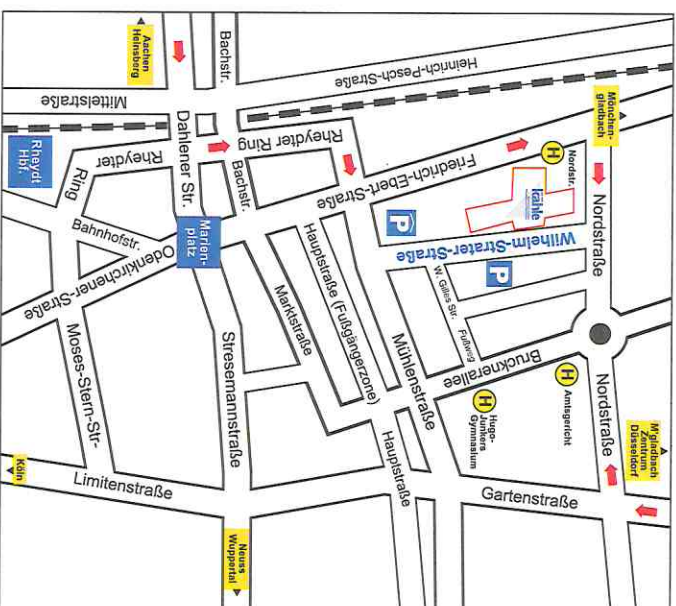 Aachen
Heinsberg
Bachstr.
Heinrich-Pesch-Straße
Mittelstraße
Mönchen-
gladbach
Rheydt
Hbf.
Rheydter
Ring
Dahlener Str.
Rheydter Ring
Bachstr.
Friedrich-Ebert-Straße
H
Nordstr.
kähle
Nordstraße
P
Wilhelm-Strater-Straße
P
Bahnhofstr.
Marien-
platz
Odenkirchener-Straße
Hauptstraße (Fußgängerzone)
Marktstraße
W. Gilles Str.
Fußweg
Mühlenstraße
Brucknerallee
Moses-Stern-Str-
Stresemannstraße
H
Hugo-
Junkers
Gymnasium
H
Amtsgericht
Nordstraße
M'gladbach
Zentrum
Düsseldorf
Köln
Limitenstraße
Hauptstraße
Gartenstraße
Neuss
Wuppertal